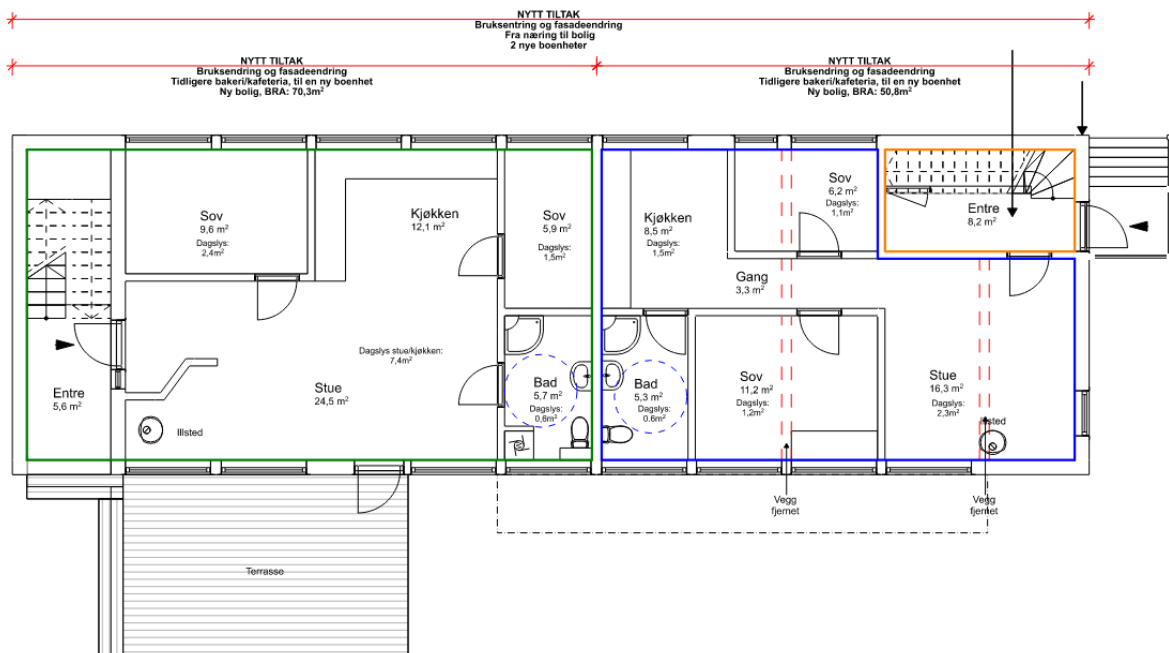 NYTT TILTAK
Bruksentring og fasadeendring
Fra næring til bolig
2 nye boenheter
NYTT TILTAK
Bruksendring og fasadeendring
Tidligere bakeri/kafeteria, til en ny boenhet
Ny bolig, BRA: 70,3m²
NYTT TILTAK
Bruksendring og fasadeendring
Tidligere bakeri/kafeteria, til en ny boenhet
Ny bolig, BRA: 50,8m²
Sov
9,6 m²
Dagslys:
2,4m²
Kjøkken
12,1 m²
Sov
5,9 m²
Dagslys:
1,5m²
Kjøkken
8,5 m²
Dagslys:
1,5m²
Sov
6,2 m²
Dagslys:
1,1m²
Entre
8,2 m²
Gang
3,3 m²
Dagslys stue/kjøkken:
7,4m²
Entre
5,6 m²
Stue
24,5 m²
Illsted
Bad
5,7 m²
Dagslys:
0,6m²
Bad
5,3 m²
Dagslys:
0.6m²
Sov
11,2 m²
Dagslys:
1,2m²
Stue
16,3 m²
Dagslys:
2,3m²
Vegg
fjernet
Vegg
fjernet
Terrasse